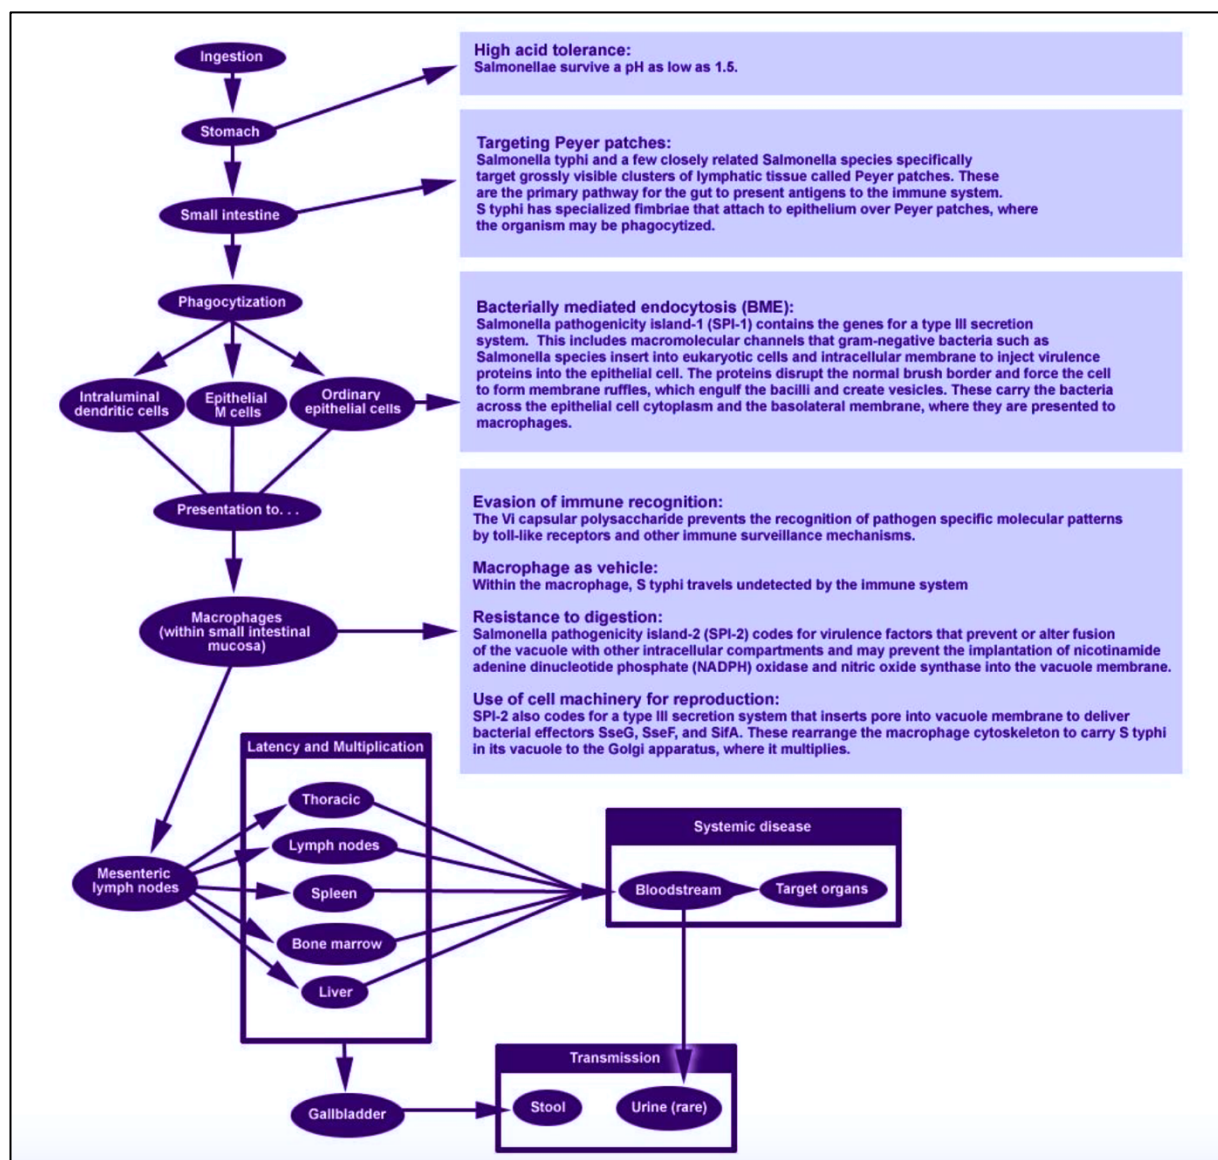 Ingestion
High acid tolerance:
Salmonellae survive a pH as low as 1.5.
Stomach
Targeting Peyer patches:
Salmonella typhi and a few closely related Salmonella species specifically
target grossly visible clusters of lymphatic tissue called Peyer patches. These
are the primary pathway for the gut to present antigens to the immune system.
S typhi has specialized fimbriae that attach to epithelium over Peyer patches, where
the organism may be phagocytized.
Small intestine
Phagocytization
Bacterially mediated endocytosis (BME):
Salmonella pathogenicity island-1 (SPI-1) contains the genes for a type III secretion
system.  This includes macromolecular channels that gram-negative bacteria such as
Salmonella species insert into eukaryotic cells and intracellular membrane to inject virulence
proteins into the epithelial cell. The proteins disrupt the normal brush border and force the cell
to form membrane ruffles, which engulf the bacilli and create vesicles. These carry the bacteria
across the epithelial cell cytoplasm and the basolateral membrane, where they are presented to
macrophages.
Intraluminal
dendritic cells
Epithelial
M cells
Ordinary
epithelial cells
Presentation to. . .
Evasion of immune recognition:
The Vi capsular polysaccharide prevents the recognition of pathogen specific molecular patterns
by toll-like receptors and other immune surveillance mechanisms.
Macrophage as vehicle:
Within the macrophage, S typhi travels undetected by the immune system
Resistance to digestion:
Salmonella pathogenicity island-2 (SPI-2) codes for virulence factors that prevent or alter fusion
of the vacuole with other intracellular compartments and may prevent the implantation of nicotinamide
adenine dinucleotide phosphate (NADPH) oxidase and nitric oxide synthase into the vacuole membrane.
Use of cell machinery for reproduction:
SPI-2 also codes for a type III secretion system that inserts pore into vacuole membrane to deliver
bacterial effectors SseG, SseF, and SifA. These rearrange the macrophage cytoskeleton to carry S typhi
in its vacuole to the Golgi apparatus, where it multiplies.
Macrophages
(within small intestinal
mucosa)
Latency and Multiplication
Thoracic
Lymph nodes
Spleen
Bone marrow
Liver
Mesenteric
lymph nodes
Systemic disease
Bloodstream
Target organs
Transmission
Gallbladder
Stool
Urine (rare)